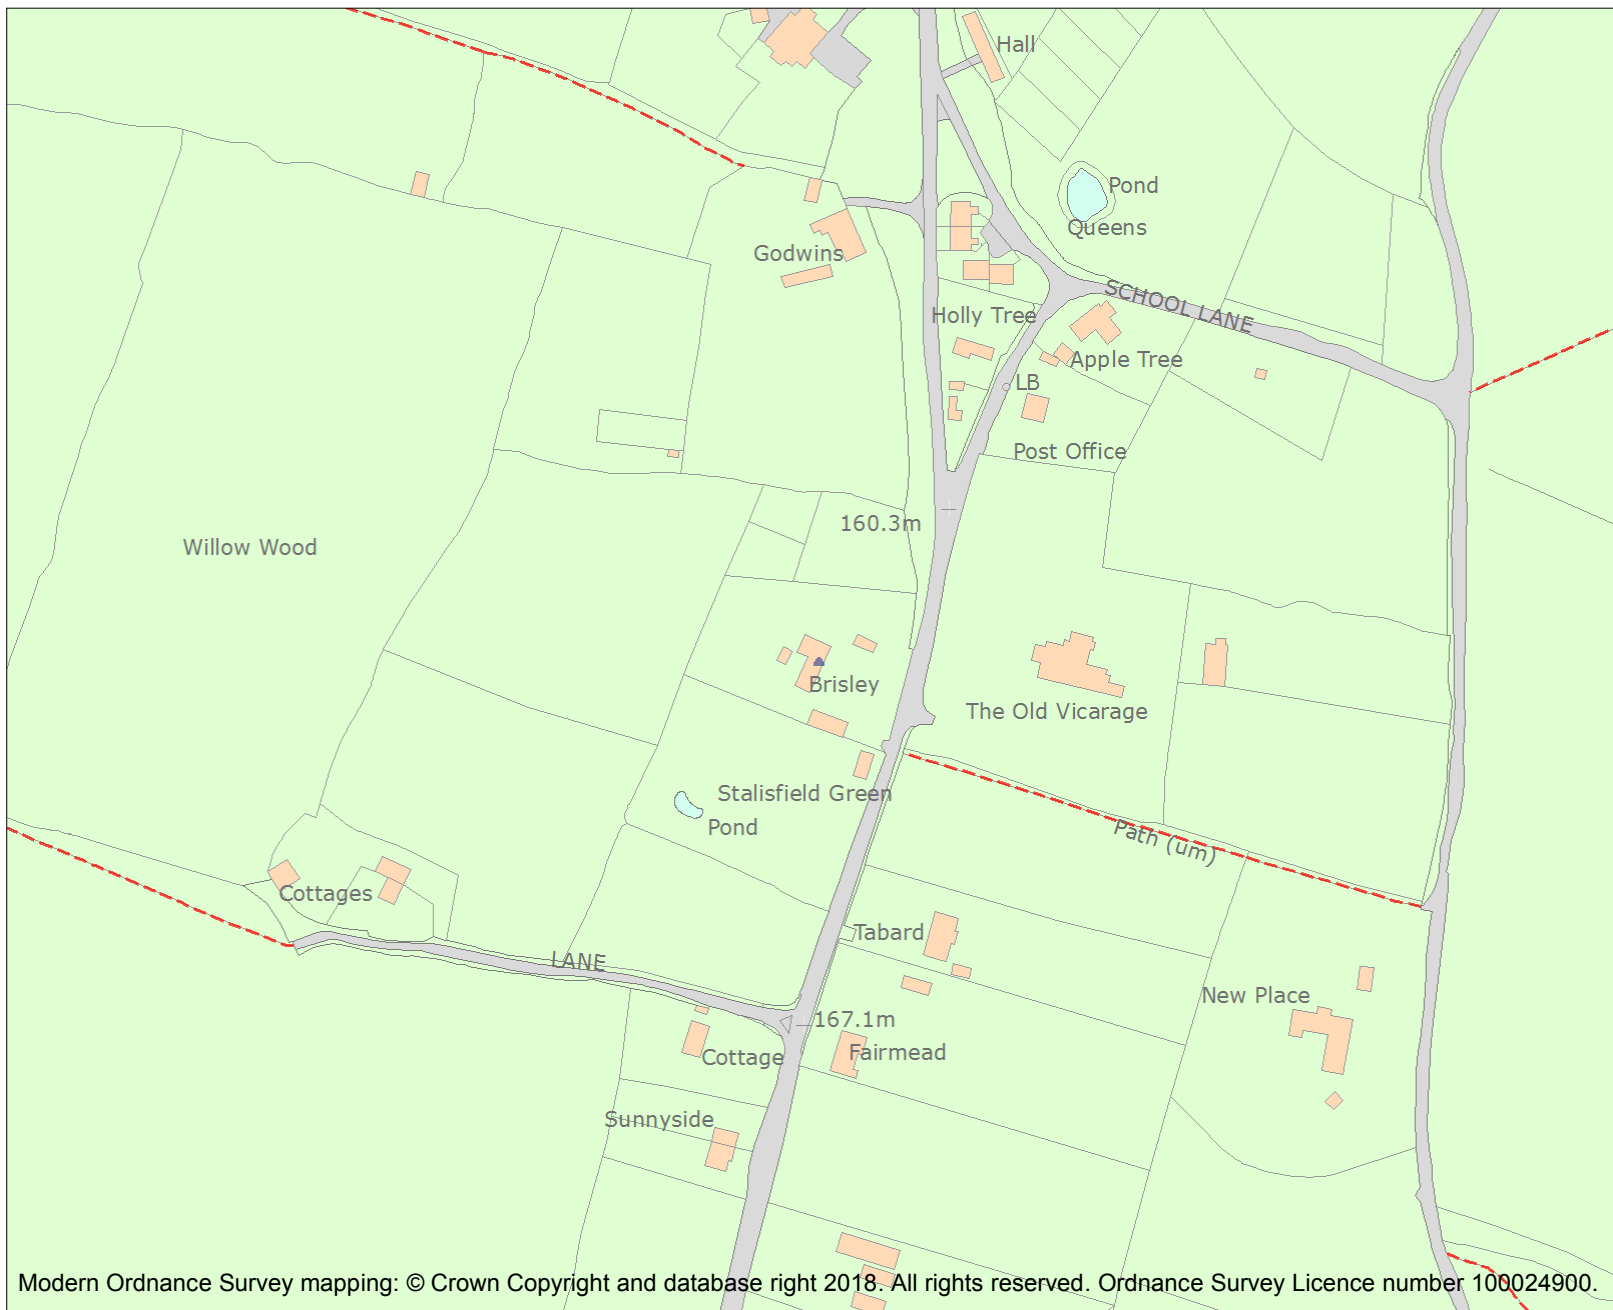 Hall
Pond
Queens
Godwins
SCHOOL LANE
Holly Tree
Apple Tree
LB
Post Office
160.3m
Willow Wood
Brisley
The Old Vicarage
Stalisfield Green
Pond
Path (um)
Cottages
Tabard
LANE
New Place
167.1m
Fairmead
Cottage
Sunnyside
Modern Ordnance Survey mapping: © Crown Copyright and database right 2018. All rights reserved. Ordnance Survey Licence number 100024900.